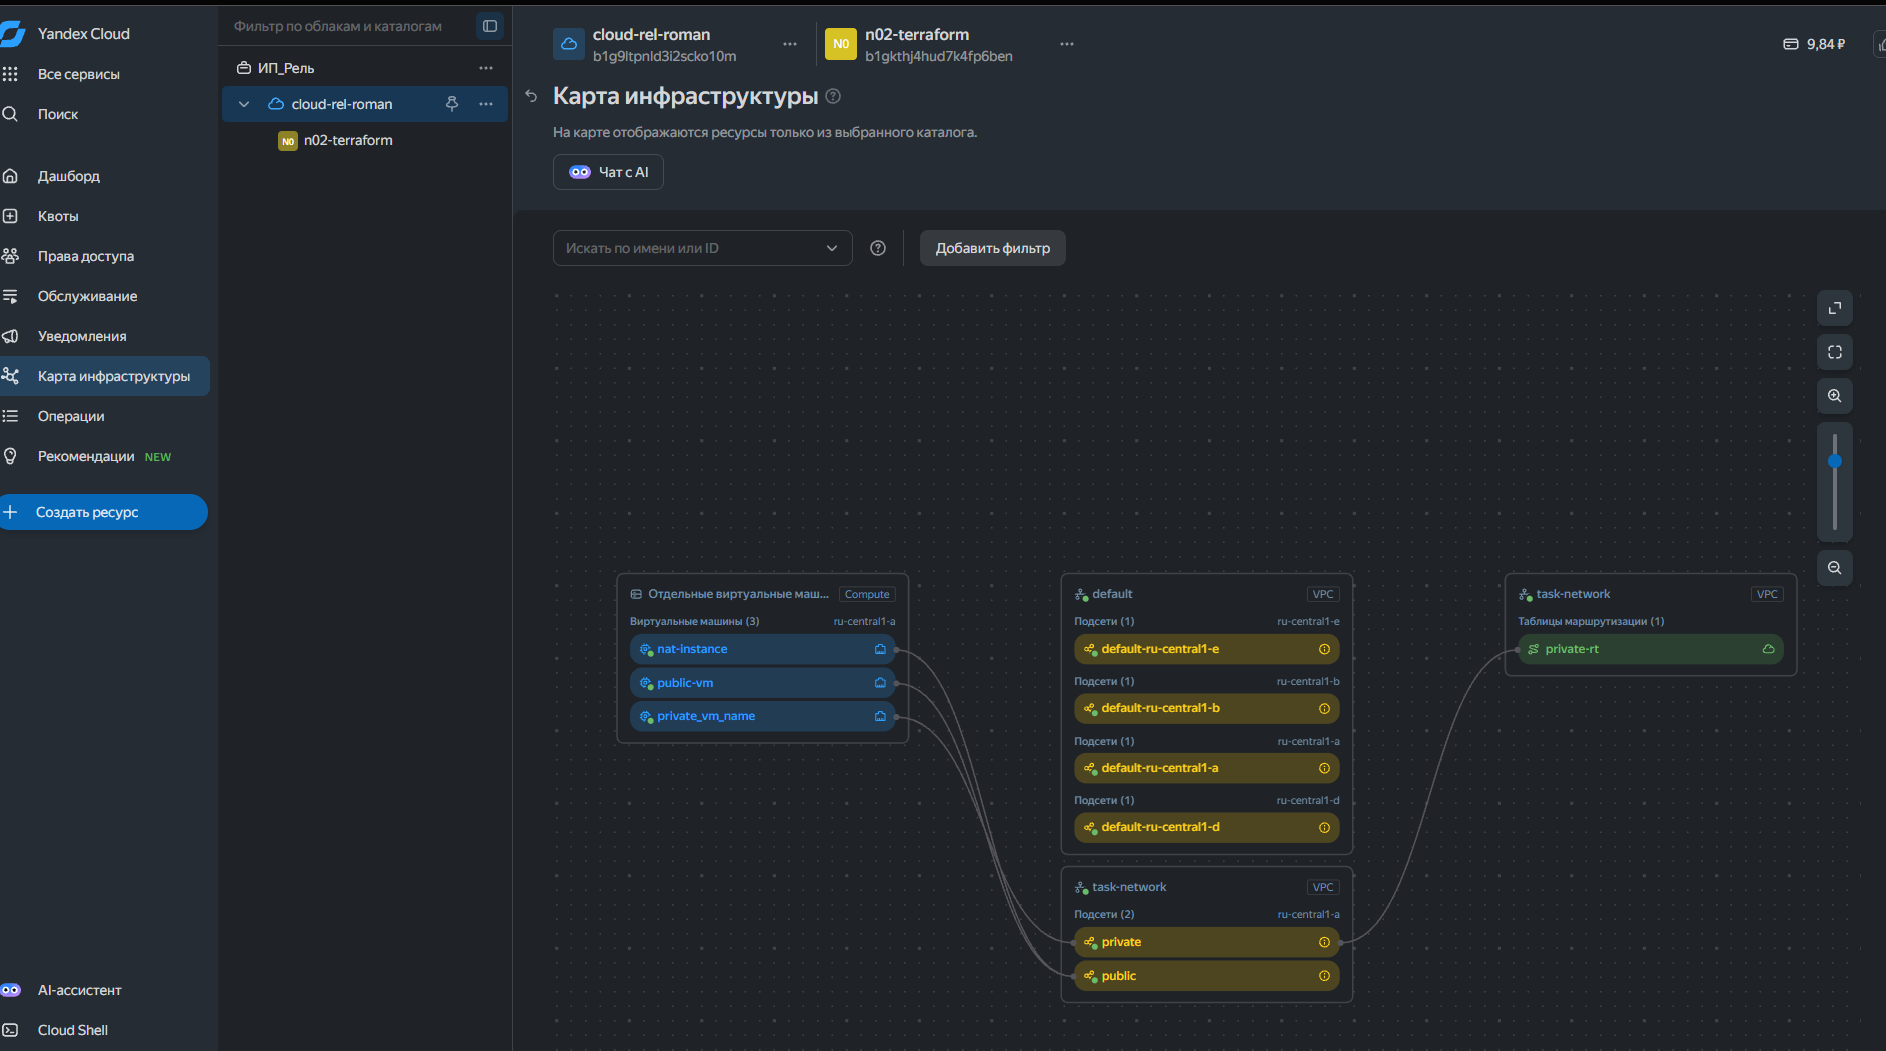 Yandex Cloud
Все сервисы
Поиск
Дашборд
Квоты
Права доступа
Обслуживание
Уведомления
Карта инфраструктуры
Операции
Рекомендации NEW
Создать ресурс
AI-ассистент
Cloud Shell
Фильтр по облакам и каталогам
ИП_Рель
cloud-rel-roman
N0 n02-terraform
cloud-rel-roman
b1g9ltpnld3i2scko10m
N0 n02-terraform
b1gkthj4hud7k4fp6ben
9,84 ₽
Карта инфраструктуры
На карте отображаются ресурсы только из выбранного каталога.
Чат с AI
Искать по имени или ID
Добавить фильтр
Отдельные виртуальные маш... Compute
Виртуальные машины (3) ru-central1-a
nat-instance
public-vm
private_vm_name
default VPC
Подсети (1) ru-central1-e
default-ru-central1-e
Подсети (1) ru-central1-b
default-ru-central1-b
Подсети (1) ru-central1-a
default-ru-central1-a
Подсети (1) ru-central1-d
default-ru-central1-d
task-network VPC
Подсети (2) ru-central1-a
private
public
task-network VPC
Таблицы маршрутизации (1)
private-rt